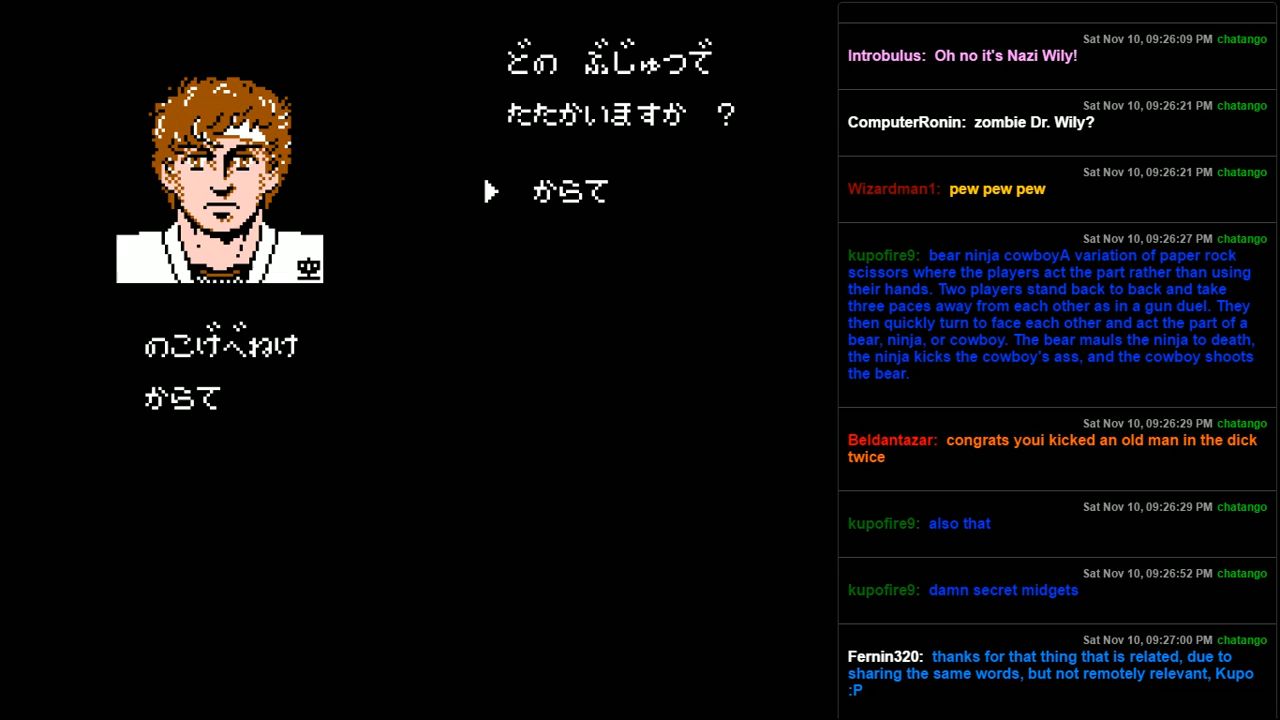 どの ぶじゅつで
たたかいますか ?
▶ からて
空
のこげべねけ
からて
Sat Nov 10, 09:26:09 PM chatango
Introbulus: Oh no it's Nazi Wily!
Sat Nov 10, 09:26:21 PM chatango
ComputerRonin: zombie Dr. Wily?
Sat Nov 10, 09:26:21 PM chatango
Wizardman1: pew pew pew
Sat Nov 10, 09:26:27 PM chatango
kupofire9: bear ninja cowboyA variation of paper rock
scissors where the players act the part rather than using
their hands. Two players stand back to back and take
three paces away from each other as in a gun duel. They
then quickly turn to face each other and act the part of a
bear, ninja, or cowboy. The bear mauls the ninja to death,
the ninja kicks the cowboy's ass, and the cowboy shoots
the bear.
Sat Nov 10, 09:26:29 PM chatango
Beldantazar: congrats youi kicked an old man in the dick
twice
Sat Nov 10, 09:26:29 PM chatango
kupofire9: also that
Sat Nov 10, 09:26:52 PM chatango
kupofire9: damn secret midgets
Sat Nov 10, 09:27:00 PM chatango
Fernin320: thanks for that thing that is related, due to
sharing the same words, but not remotely relevant, Kupo
:P